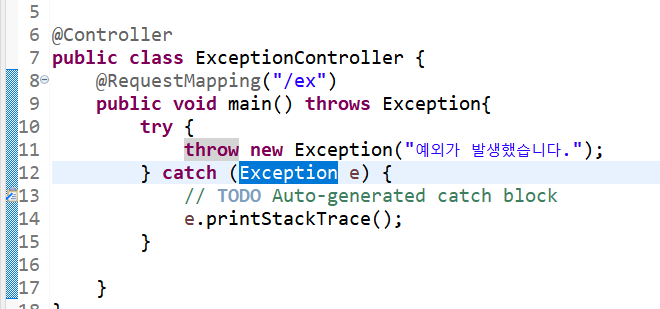 5
6 @Controller
7 public class ExceptionController {
8 @RequestMapping("/ex")
9 public void main() throws Exception{
10 try {
11 throw new Exception("예외가 발생했습니다.");
12 } catch (Exception e) {
13 // TODO Auto-generated catch block
14 e.printStackTrace();
15 }
16
17 }
18 }